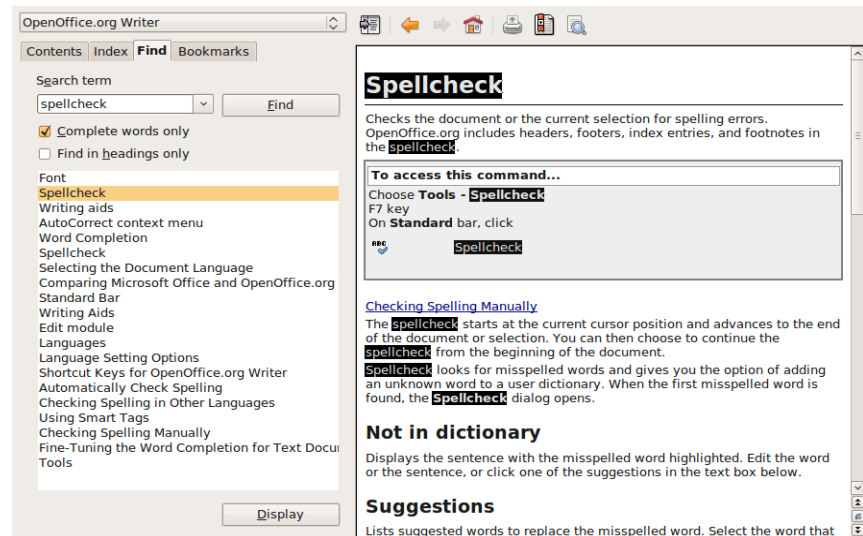 OpenOffice.org Writer
Contents Index Find Bookmarks
Search term
spellcheck Find
Complete words only
Find in headings only
Font
Spellcheck
Writing aids
AutoCorrect context menu
Word Completion
Spellcheck
Selecting the Document Language
Comparing Microsoft Office and OpenOffice.org
Standard Bar
Writing Aids
Edit module
Languages
Language Setting Options
Shortcut Keys for OpenOffice.org Writer
Automatically Check Spelling
Checking Spelling in Other Languages
Using Smart Tags
Checking Spelling Manually
Fine-Tuning the Word Completion for Text Docu
Tools
Display
Spellcheck
Checks the document or the current selection for spelling errors.
OpenOffice.org includes headers, footers, index entries, and footnotes in
the spellcheck.
To access this command...
Choose Tools - Spellcheck
F7 key
On Standard bar, click
ABC Spellcheck
Checking Spelling Manually
The spellcheck starts at the current cursor position and advances to the end
of the document or selection. You can then choose to continue the
spellcheck from the beginning of the document.
Spellcheck looks for misspelled words and gives you the option of adding
an unknown word to a user dictionary. When the first misspelled word is
found, the Spellcheck dialog opens.
Not in dictionary
Displays the sentence with the misspelled word highlighted. Edit the word
or the sentence, or click one of the suggestions in the text box below.
Suggestions
Lists suggested words to replace the misspelled word. Select the word that